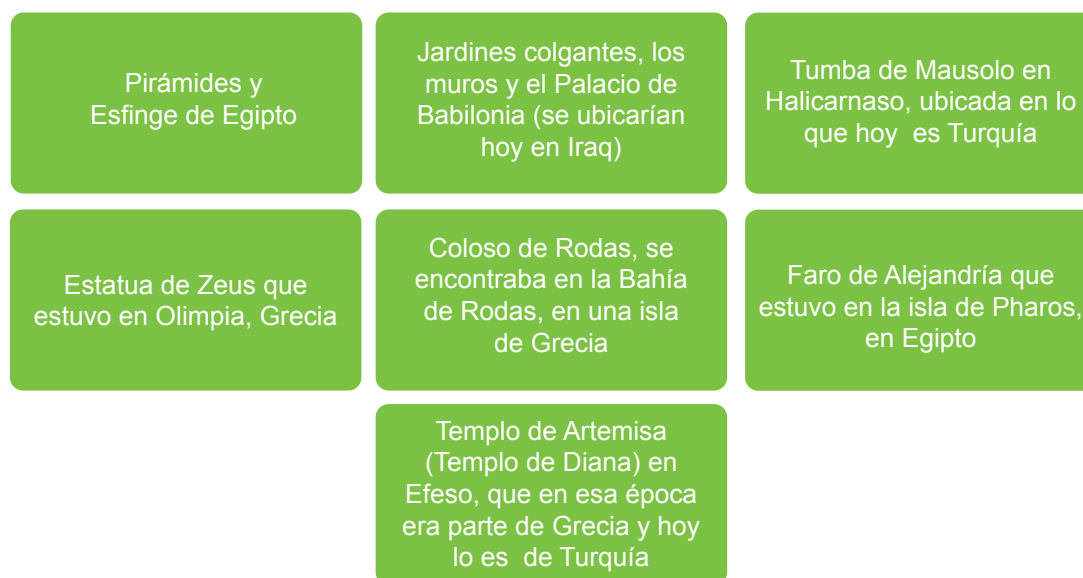 Pirámides y
Esfinge de Egipto
Jardines colgantes, los
muros y el Palacio de
Babilonia (se ubicarían
hoy en Iraq)
Tumba de Mausolo en
Halicarnaso, ubicada en lo
que hoy es Turquía
Estatua de Zeus que
estuvo en Olimpia, Grecia
Coloso de Rodas, se
encontraba en la Bahía
de Rodas, en una isla
de Grecia
Faro de Alejandría que
estuvo en la isla de Pharos,
en Egipto
Templo de Artemisa
(Templo de Diana) en
Efeso, que en esa época
era parte de Grecia y hoy
lo es de Turquía